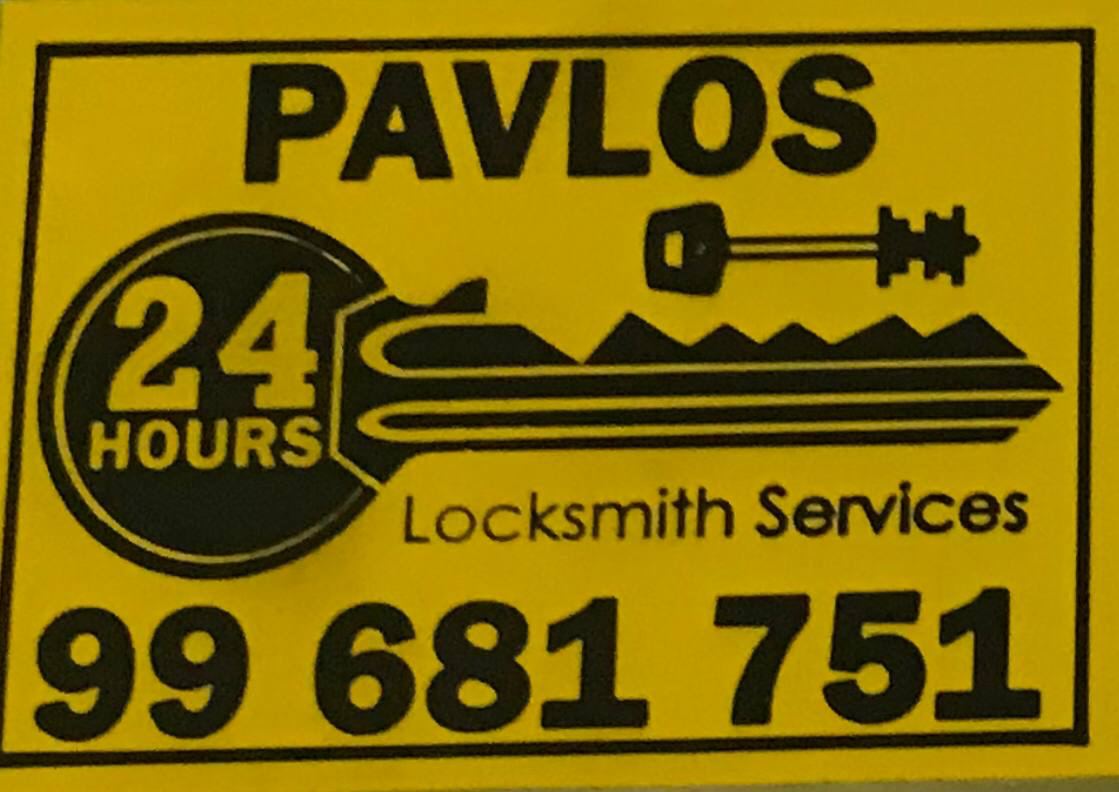 PAVLOS
24
HOURS
Locksmith Services
99 681 751